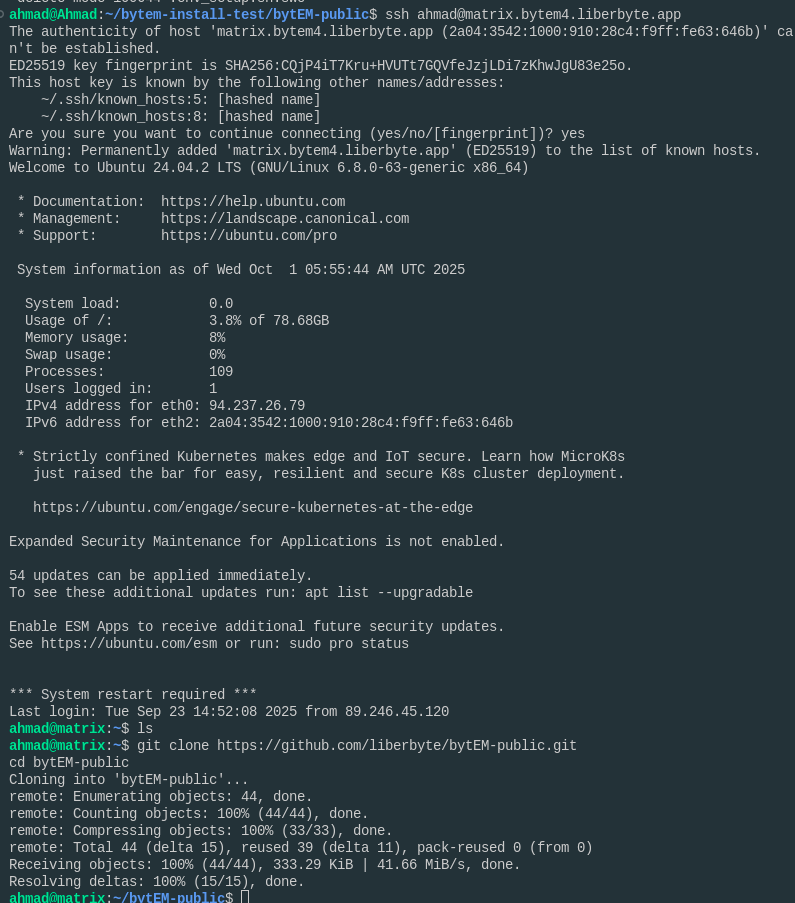 ahmad@Ahmad:~/bytem-install-test/bytEM-public$ ssh ahmad@matrix.bytem4.liberbyte.app
The authenticity of host 'matrix.bytem4.liberbyte.app (2a04:3542:1000:910:28c4:f9ff:fe63:646b)' ca
n't be established.
ED25519 key fingerprint is SHA256:CQjP4iT7Kru+HVUTt7GQVfeJzjLDi7zKhwJgU83e25o.
This host key is known by the following other names/addresses:
    ~/.ssh/known_hosts:5: [hashed name]
    ~/.ssh/known_hosts:8: [hashed name]
Are you sure you want to continue connecting (yes/no/[fingerprint])? yes
Warning: Permanently added 'matrix.bytem4.liberbyte.app' (ED25519) to the list of known hosts.
Welcome to Ubuntu 24.04.2 LTS (GNU/Linux 6.8.0-63-generic x86_64)

 * Documentation:  https://help.ubuntu.com
 * Management:     https://landscape.canonical.com
 * Support:        https://ubuntu.com/pro

 System information as of Wed Oct  1 05:55:44 AM UTC 2025

  System load:           0.0
  Usage of /:            3.8% of 78.68GB
  Memory usage:          8%
  Swap usage:            0%
  Processes:             109
  Users logged in:       1
  IPv4 address for eth0: 94.237.26.79
  IPv6 address for eth2: 2a04:3542:1000:910:28c4:f9ff:fe63:646b

 * Strictly confined Kubernetes makes edge and IoT secure. Learn how MicroK8s
   just raised the bar for easy, resilient and secure K8s cluster deployment.

   https://ubuntu.com/engage/secure-kubernetes-at-the-edge

Expanded Security Maintenance for Applications is not enabled.

54 updates can be applied immediately.
To see these additional updates run: apt list --upgradable

Enable ESM Apps to receive additional future security updates.
See https://ubuntu.com/esm or run: sudo pro status


*** System restart required ***
Last login: Tue Sep 23 14:52:08 2025 from 89.246.45.120
ahmad@matrix:~$ ls
ahmad@matrix:~$ git clone https://github.com/liberbyte/bytEM-public.git
cd bytEM-public
Cloning into 'bytEM-public'...
remote: Enumerating objects: 44, done.
remote: Counting objects: 100% (44/44), done.
remote: Compressing objects: 100% (33/33), done.
remote: Total 44 (delta 15), reused 39 (delta 11), pack-reused 0 (from 0)
Receiving objects: 100% (44/44), 333.29 KiB | 41.66 MiB/s, done.
Resolving deltas: 100% (15/15), done.
ahmad@matrix:~/bytEM-public$